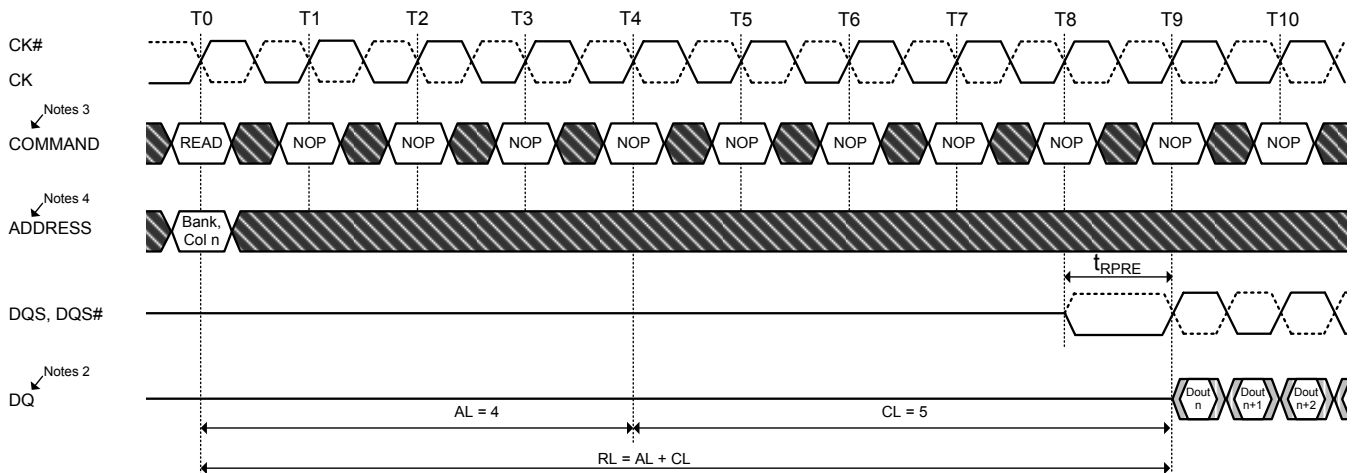 T0 T1 T2 T3 T4 T5 T6 T7 T8 T9 T10
CK#
CK
Notes 3
COMMAND READ NOP NOP NOP NOP NOP NOP NOP NOP NOP NOP
Notes 4
ADDRESS
Bank,
Col n
tRPRE
DQS, DQS#
Notes 2
DQ
Dout
n
Dout
n+1
Dout
n+2
AL = 4 CL = 5
RL = AL + CL